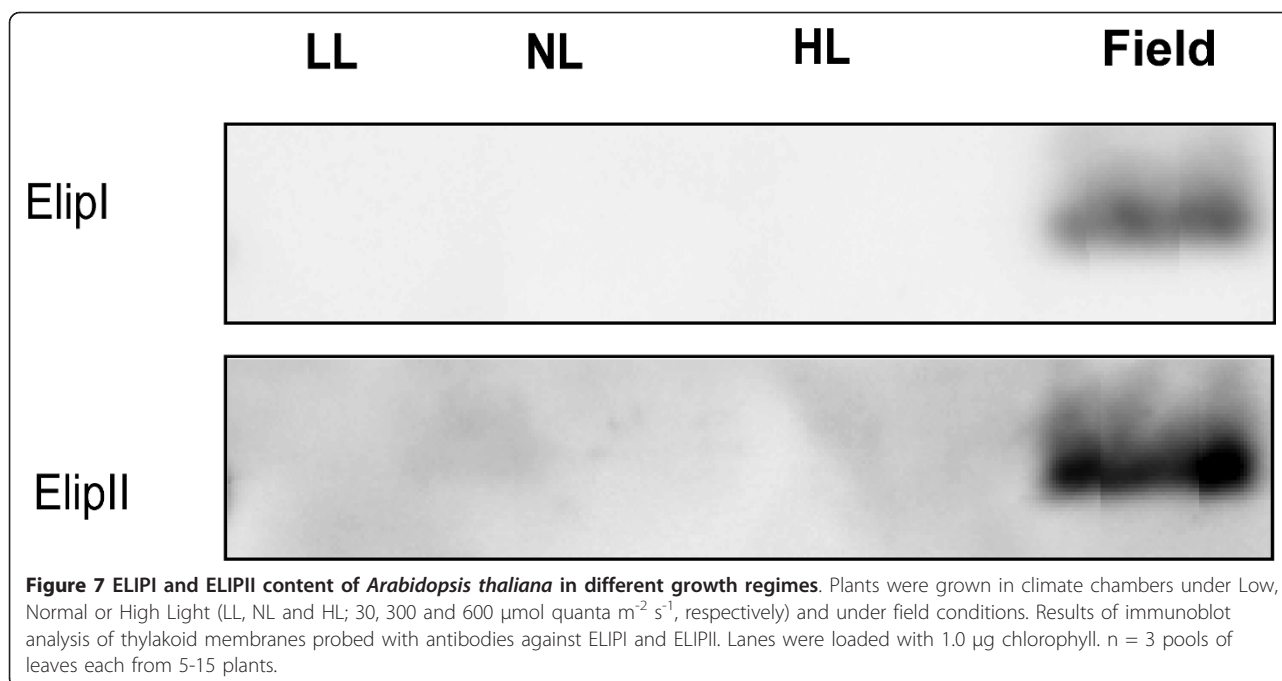 LL NL HL Field
ElipI
ElipII
Figure 7 ELIPI and ELIPII content of Arabidopsis thaliana in different growth regimes. Plants were grown in climate chambers under Low,
Normal or High Light (LL, NL and HL; 30, 300 and 600 μmol quanta m⁻² s⁻¹, respectively) and under field conditions. Results of immunoblot
analysis of thylakoid membranes probed with antibodies against ELIPI and ELIPII. Lanes were loaded with 1.0 μg chlorophyll. n = 3 pools of
leaves each from 5-15 plants.